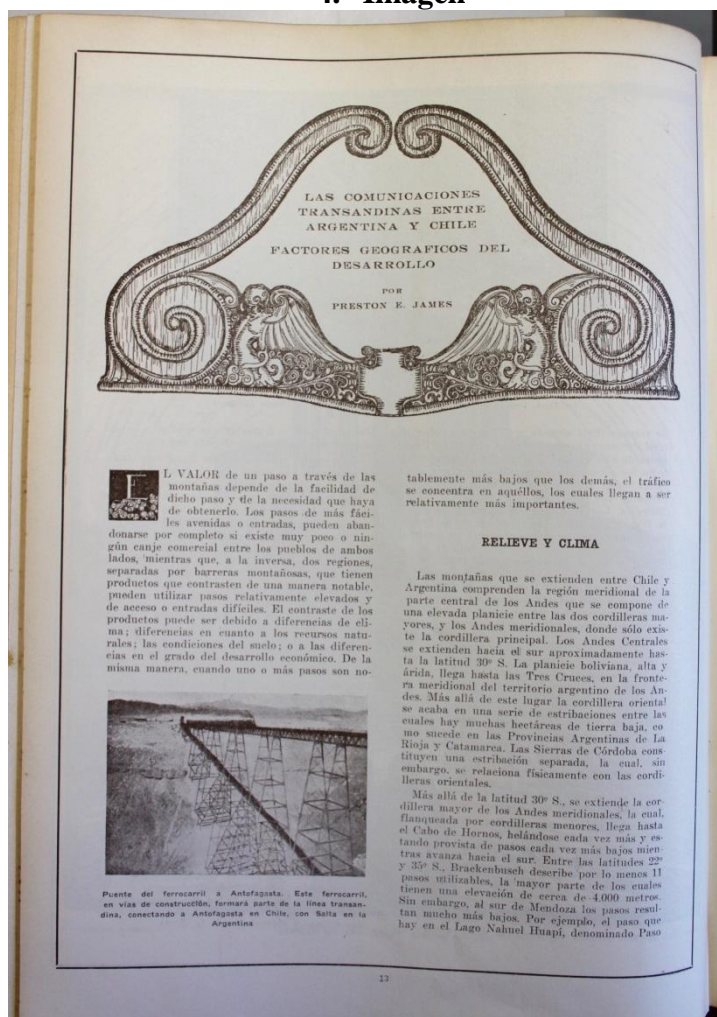 4. Imagen
LAS COMUNICACIONES
TRANSANDINAS ENTRE
ARGENTINA Y CHILE
FACTORES GEOGRAFICOS DEL
DESARROLLO
POR
PRESTON E. JAMES
EL VALOR de un paso a través de las
montañas depende de la facilidad de
dicho paso y de la necesidad que haya
de obtenerlo. Los pasos de más fáci-
les avenidas o entradas, pueden aban-
donarse por completo si existe muy poco o nin-
gún canje comercial entre los pueblos de ambos
lados, mientras que, a la inversa, dos regiones,
separadas por barreras montañosas, que tienen
productos que contrasten de una manera notable,
pueden utilizar pasos relativamente elevados y
de acceso o entradas difíciles. El contraste de los
productos puede ser debido a diferencias de cli-
ma; diferencias en cuanto a los recursos natu-
rales; las condiciones del suelo; o a las diferen-
cias en el grado del desarrollo económico. De la
misma manera, cuando uno o más pasos son no-
Puente del ferrocarril a Antofagasta. Este ferrocarril,
en vías de construcción, formará parte de la línea transan-
dina, conectando à Antofagasta en Chile, con Salta en la
Argentina
tablemente más bajos que los demás, el tráfico
se concentra en aquéllos, los cuales llegan a ser
relativamente más importantes.
RELIEVE Y CLIMA
Las montañas que se extienden entre Chile y
Argentina comprenden la región meridional de la
parte central de los Andes que se compone de
una elevada planicie entre las dos cordilleras ma-
yores, y los Andes meridionales, donde sólo exis-
te la cordillera principal. Los Andes Centrales
se extienden hacia el sur aproximadamente has-
ta la latitud 30º S. La planicie boliviana, alta y
árida, llega hasta las Tres Cruces, en la fronte-
ra meridional del territorio argentino de los An-
des. Más allá de este lugar la cordillera oriental
se acaba en una serie de estribaciones entre las
cuales hay muchas hectáreas de tierra baja, co
mo sucede en las Provincias Argentinas de La
Rioja y Catamarca. Las Sierras de Córdoba cons-
tituyen una estribación separada, la cual, sin
embargo, se relaciona físicamente con las cordi-
lleras orientales.
Más allá de la latitud 30º S., se extiende la cor-
dillera mayor de los Andes meridionales, la cual,
flanqueada por cordilleras menores, llega hasta
el Cabo de Hornos, helándose cada vez más y es-
tando provista de pasos cada vez más bajos mien-
tras avanza hacia el sur. Entre las latitudes 22º
y 35º S., Brackenbusch describe por lo menos 11
pasos utilizables, la mayor parte de los cuales
tienen una elevación de cerca de 4.000 metros.
Sin embargo, al sur de Mendoza los pasos resul-
tan mucho más bajos. Por ejemplo, el paso que
hay en el Lago Nahuel Huapí, denominado Paso
13